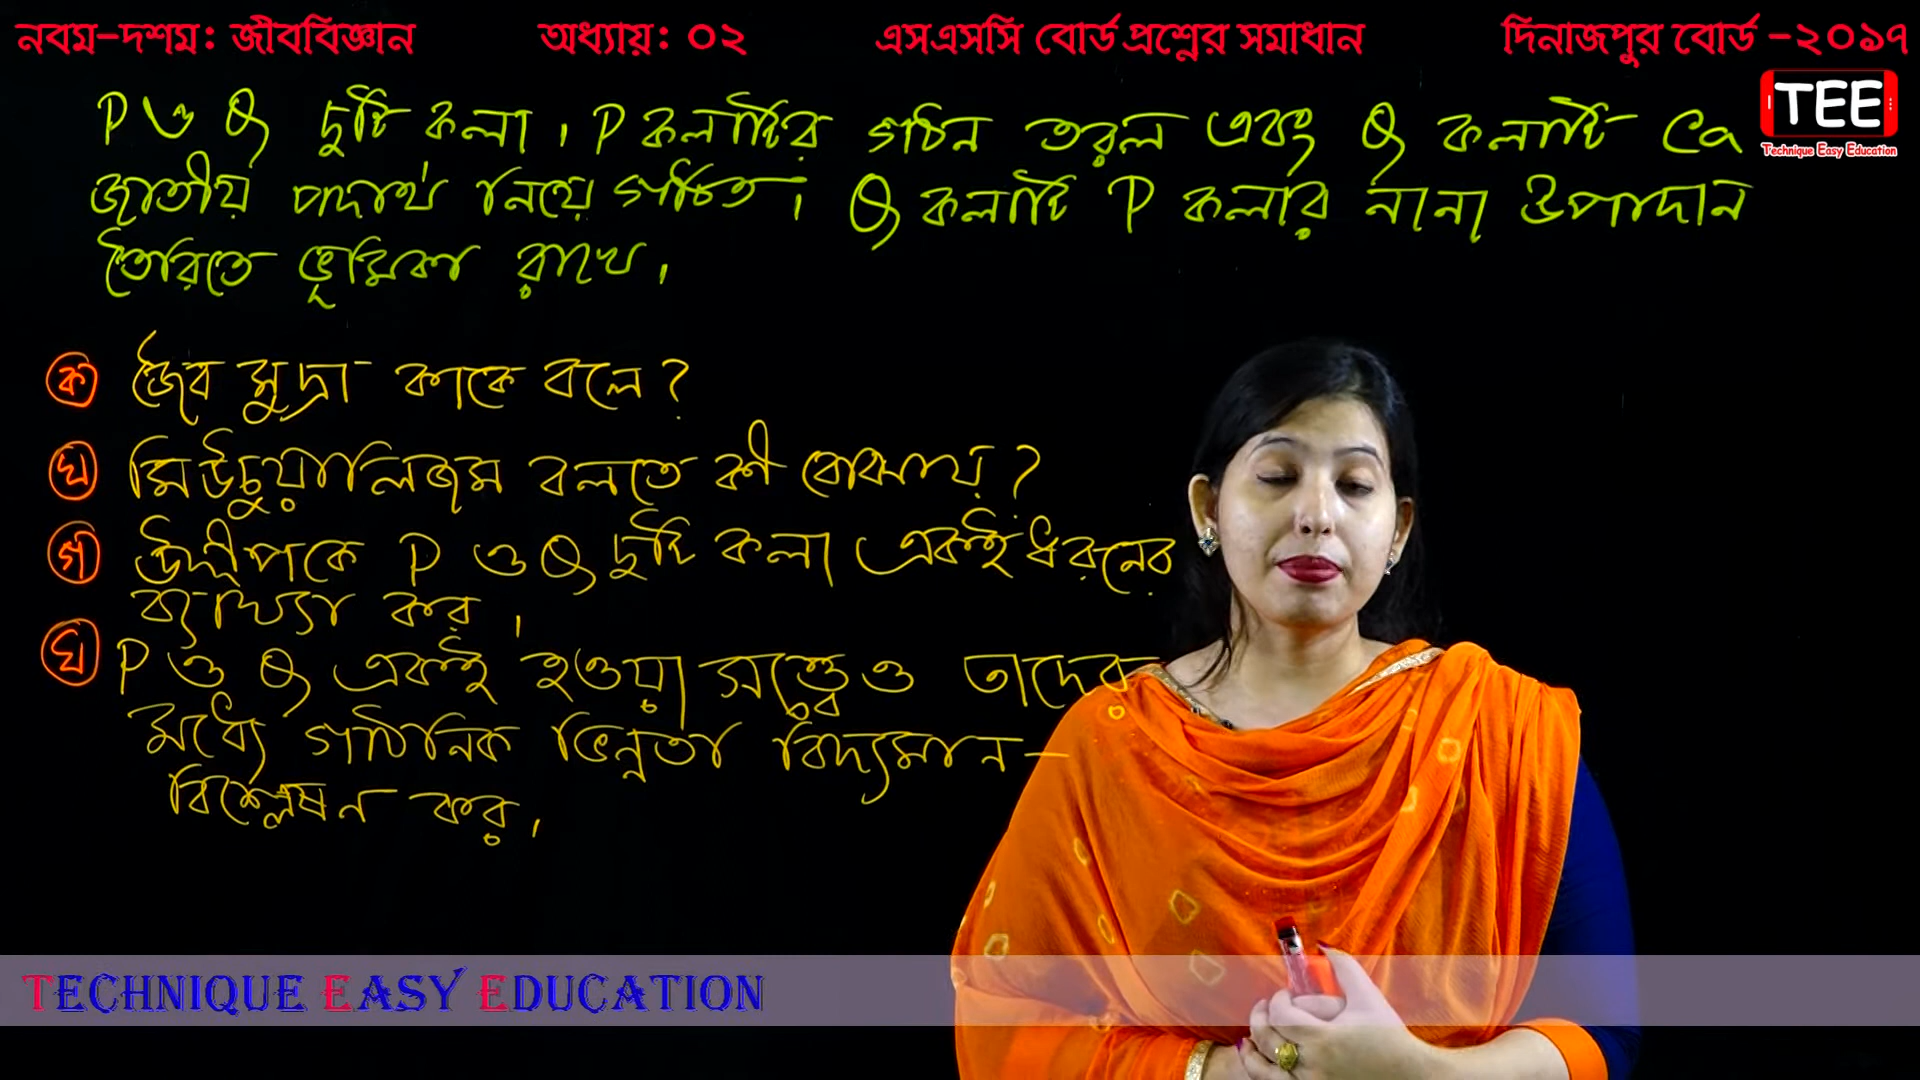 নবম-দশম: জীববিজ্ঞান অধ্যায়: ০২ এসএসসি বোর্ড প্রশ্নের সমাধান দিনাজপুর বোর্ড -২০১৭
TEE
Technique Easy Education
P ও Q দুটি কলা। P কলাটির গঠন তরল এবং Q কলাটি Ca
জাতীয় পদার্থ নিয়ে গঠিত। Q কলাটি P কলার নানা উপাদান
তৈরিতে ভূমিকা রাখে।
ক জৈব মুদ্রা কাকে বলে?
খ মিউচুয়ালিজম বলতে কী বোঝায়?
গ উদ্দীপকে P ও Q দুটি কলা একই ধরনের
ব্যাখ্যা কর।
ঘ P ও Q একই হওয়া সত্ত্বেও তাদের
মধ্যে গাঠনিক ভিন্নতা বিদ্যমান-
বিশ্লেষন কর।
TECHNIQUE EASY EDUCATION